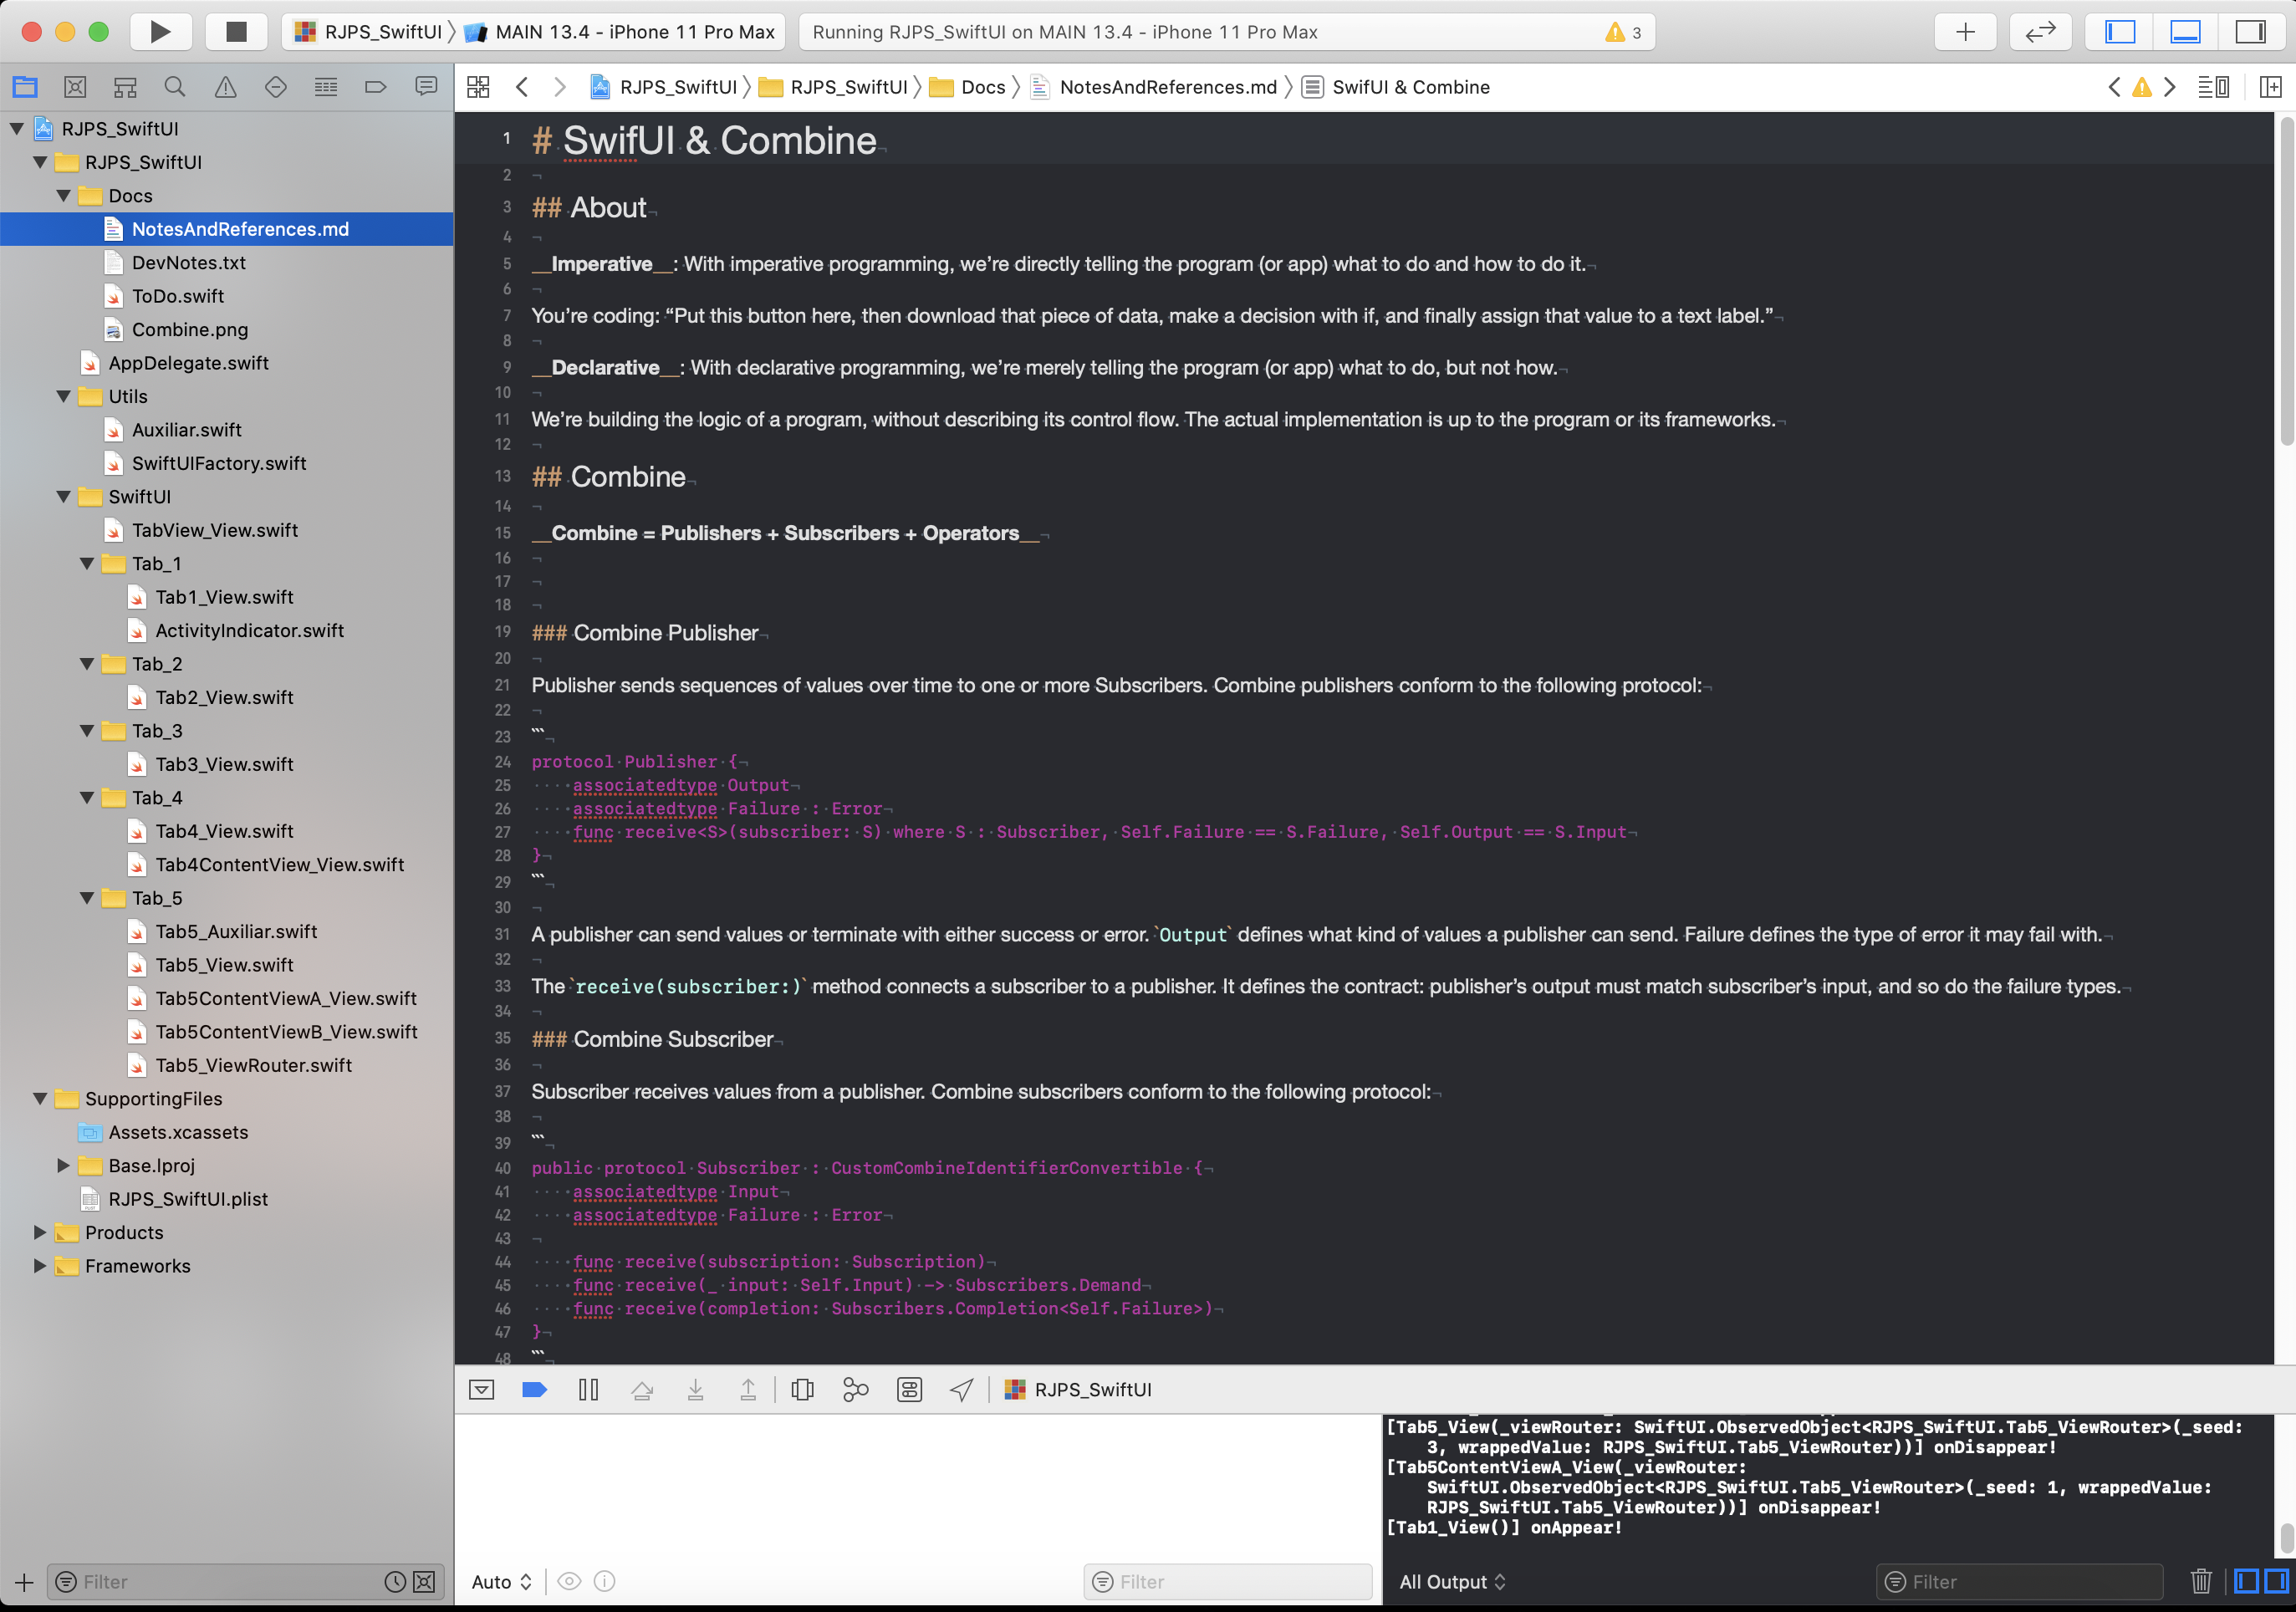 RJPS_SwiftUI 〉 MAIN 13.4 - iPhone 11 Pro Max
Running RJPS_SwiftUI on MAIN 13.4 - iPhone 11 Pro Max
3
RJPS_SwiftUI 〉 RJPS_SwiftUI 〉 Docs 〉 NotesAndReferences.md 〉 SwifUI & Combine
RJPS_SwiftUI
RJPS_SwiftUI
Docs
NotesAndReferences.md
DevNotes.txt
ToDo.swift
Combine.png
AppDelegate.swift
Utils
Auxiliar.swift
SwiftUIFactory.swift
SwiftUI
TabView_View.swift
Tab_1
Tab1_View.swift
ActivityIndicator.swift
Tab_2
Tab2_View.swift
Tab_3
Tab3_View.swift
Tab_4
Tab4_View.swift
Tab4ContentView_View.swift
Tab_5
Tab5_Auxiliar.swift
Tab5_View.swift
Tab5ContentViewA_View.swift
Tab5ContentViewB_View.swift
Tab5_ViewRouter.swift
SupportingFiles
Assets.xcassets
Base.lproj
RJPS_SwiftUI.plist
Products
Frameworks
Filter
1 # SwifUI & Combine
2
3 ## About
4
5 __Imperative__: With imperative programming, we’re directly telling the program (or app) what to do and how to do it.
6
7 You’re coding: “Put this button here, then download that piece of data, make a decision with if, and finally assign that value to a text label.”
8
9 __Declarative__: With declarative programming, we’re merely telling the program (or app) what to do, but not how.
10
11 We’re building the logic of a program, without describing its control flow. The actual implementation is up to the program or its frameworks.
12
13 ## Combine
14
15 __Combine = Publishers + Subscribers + Operators__
16
17
18
19 ### Combine Publisher
20
21 Publisher sends sequences of values over time to one or more Subscribers. Combine publishers conform to the following protocol:
22
23 ```
24 protocol Publisher {
25     associatedtype Output
26     associatedtype Failure : Error
27     func receive<S>(subscriber: S) where S : Subscriber, Self.Failure == S.Failure, Self.Output == S.Input
28 }
29 ```
30
31 A publisher can send values or terminate with either success or error. `Output` defines what kind of values a publisher can send. Failure defines the type of error it may fail with.
32
33 The `receive(subscriber:)` method connects a subscriber to a publisher. It defines the contract: publisher’s output must match subscriber’s input, and so do the failure types.
34
35 ### Combine Subscriber
36
37 Subscriber receives values from a publisher. Combine subscribers conform to the following protocol:
38
39 ```
40 public protocol Subscriber : CustomCombineIdentifierConvertible {
41     associatedtype Input
42     associatedtype Failure : Error
43
44     func receive(subscription: Subscription)
45     func receive(_ input: Self.Input) -> Subscribers.Demand
46     func receive(completion: Subscribers.Completion<Self.Failure>)
47 }
48 ```
RJPS_SwiftUI
[Tab5_View(_viewRouter: SwiftUI.ObservedObject<RJPS_SwiftUI.Tab5_ViewRouter>(_seed:
3, wrappedValue: RJPS_SwiftUI.Tab5_ViewRouter))] onDisappear!
[Tab5ContentViewA_View(_viewRouter:
SwiftUI.ObservedObject<RJPS_SwiftUI.Tab5_ViewRouter>(_seed: 1, wrappedValue:
RJPS_SwiftUI.Tab5_ViewRouter))] onDisappear!
[Tab1_View()] onAppear!
Auto
Filter
All Output
Filter